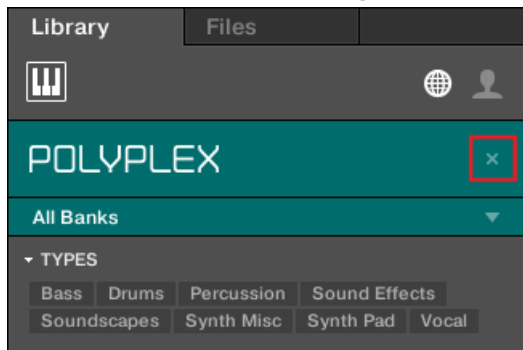 Library Files
POLYPLEX ×
All Banks
TYPES
Bass Drums Percussion Sound Effects
Soundscapes Synth Misc Synth Pad Vocal